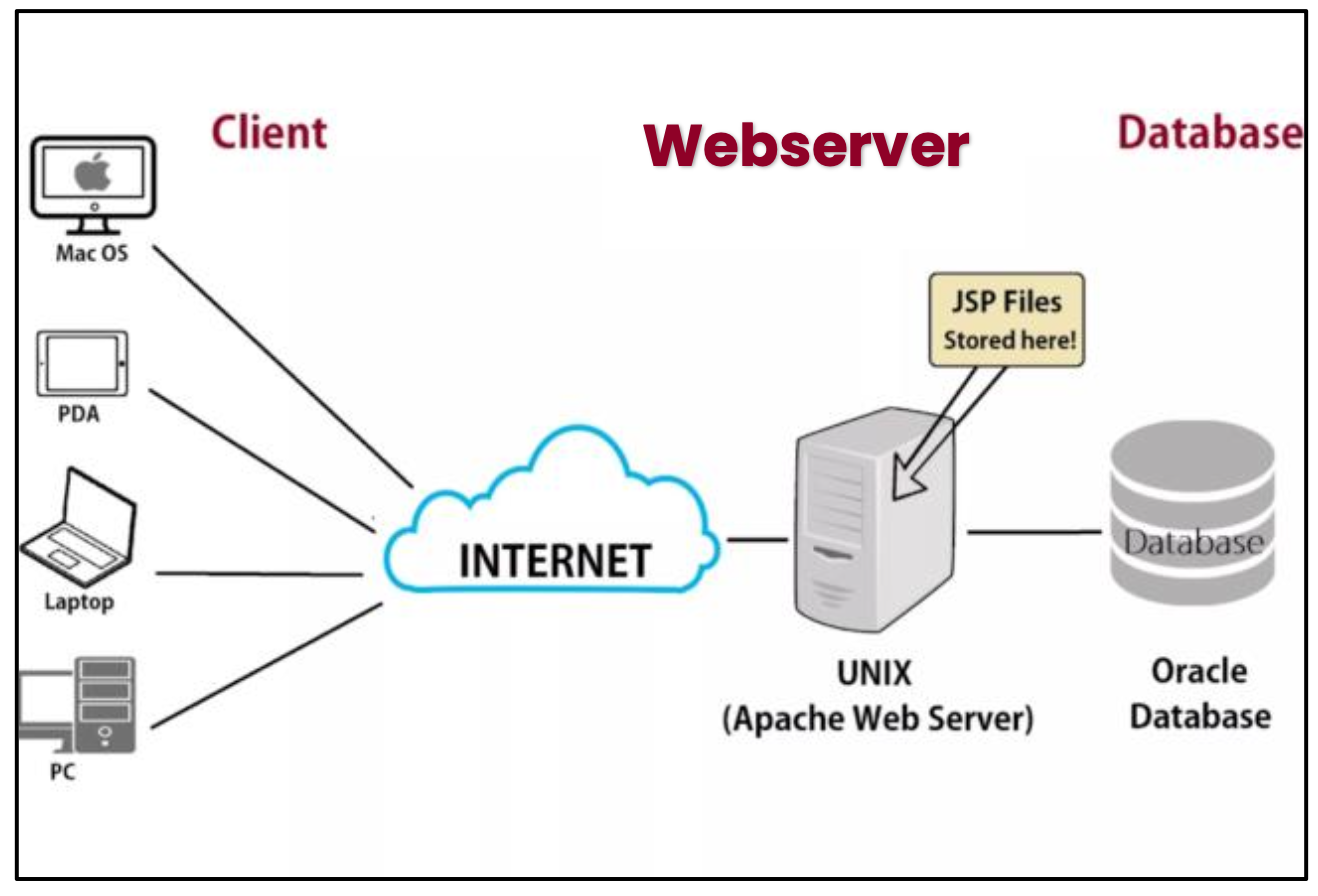 Client
Webserver
Database
Mac OS
JSP Files
Stored here!
PDA
INTERNET
Database
Laptop
UNIX
(Apache Web Server)
Oracle
Database
PC